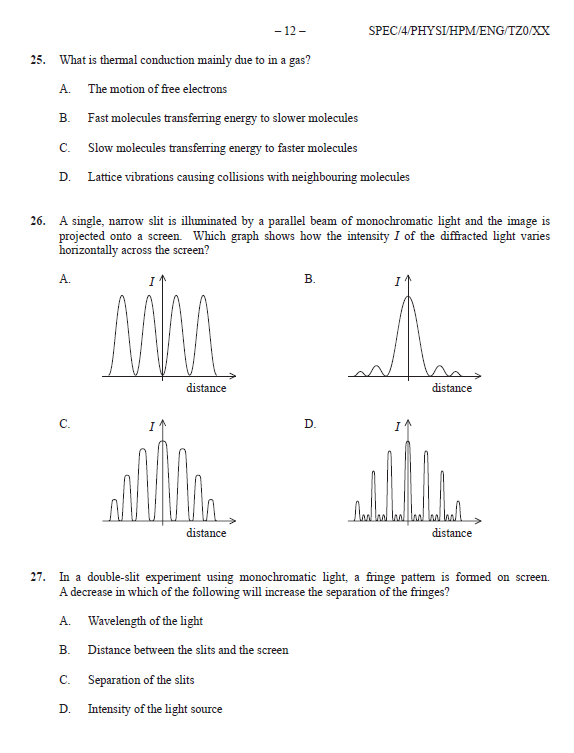 – 12 –
SPEC/4/PHYSI/HPM/ENG/TZ0/XX
25. What is thermal conduction mainly due to in a gas?
A. The motion of free electrons
B. Fast molecules transferring energy to slower molecules
C. Slow molecules transferring energy to faster molecules
D. Lattice vibrations causing collisions with neighbouring molecules
26. A single, narrow slit is illuminated by a parallel beam of monochromatic light and the image is
projected onto a screen. Which graph shows how the intensity I of the diffracted light varies
horizontally across the screen?
A.
I
distance
B.
I
distance
C.
I
distance
D.
I
distance
27. In a double-slit experiment using monochromatic light, a fringe pattern is formed on screen.
A decrease in which of the following will increase the separation of the fringes?
A. Wavelength of the light
B. Distance between the slits and the screen
C. Separation of the slits
D. Intensity of the light source